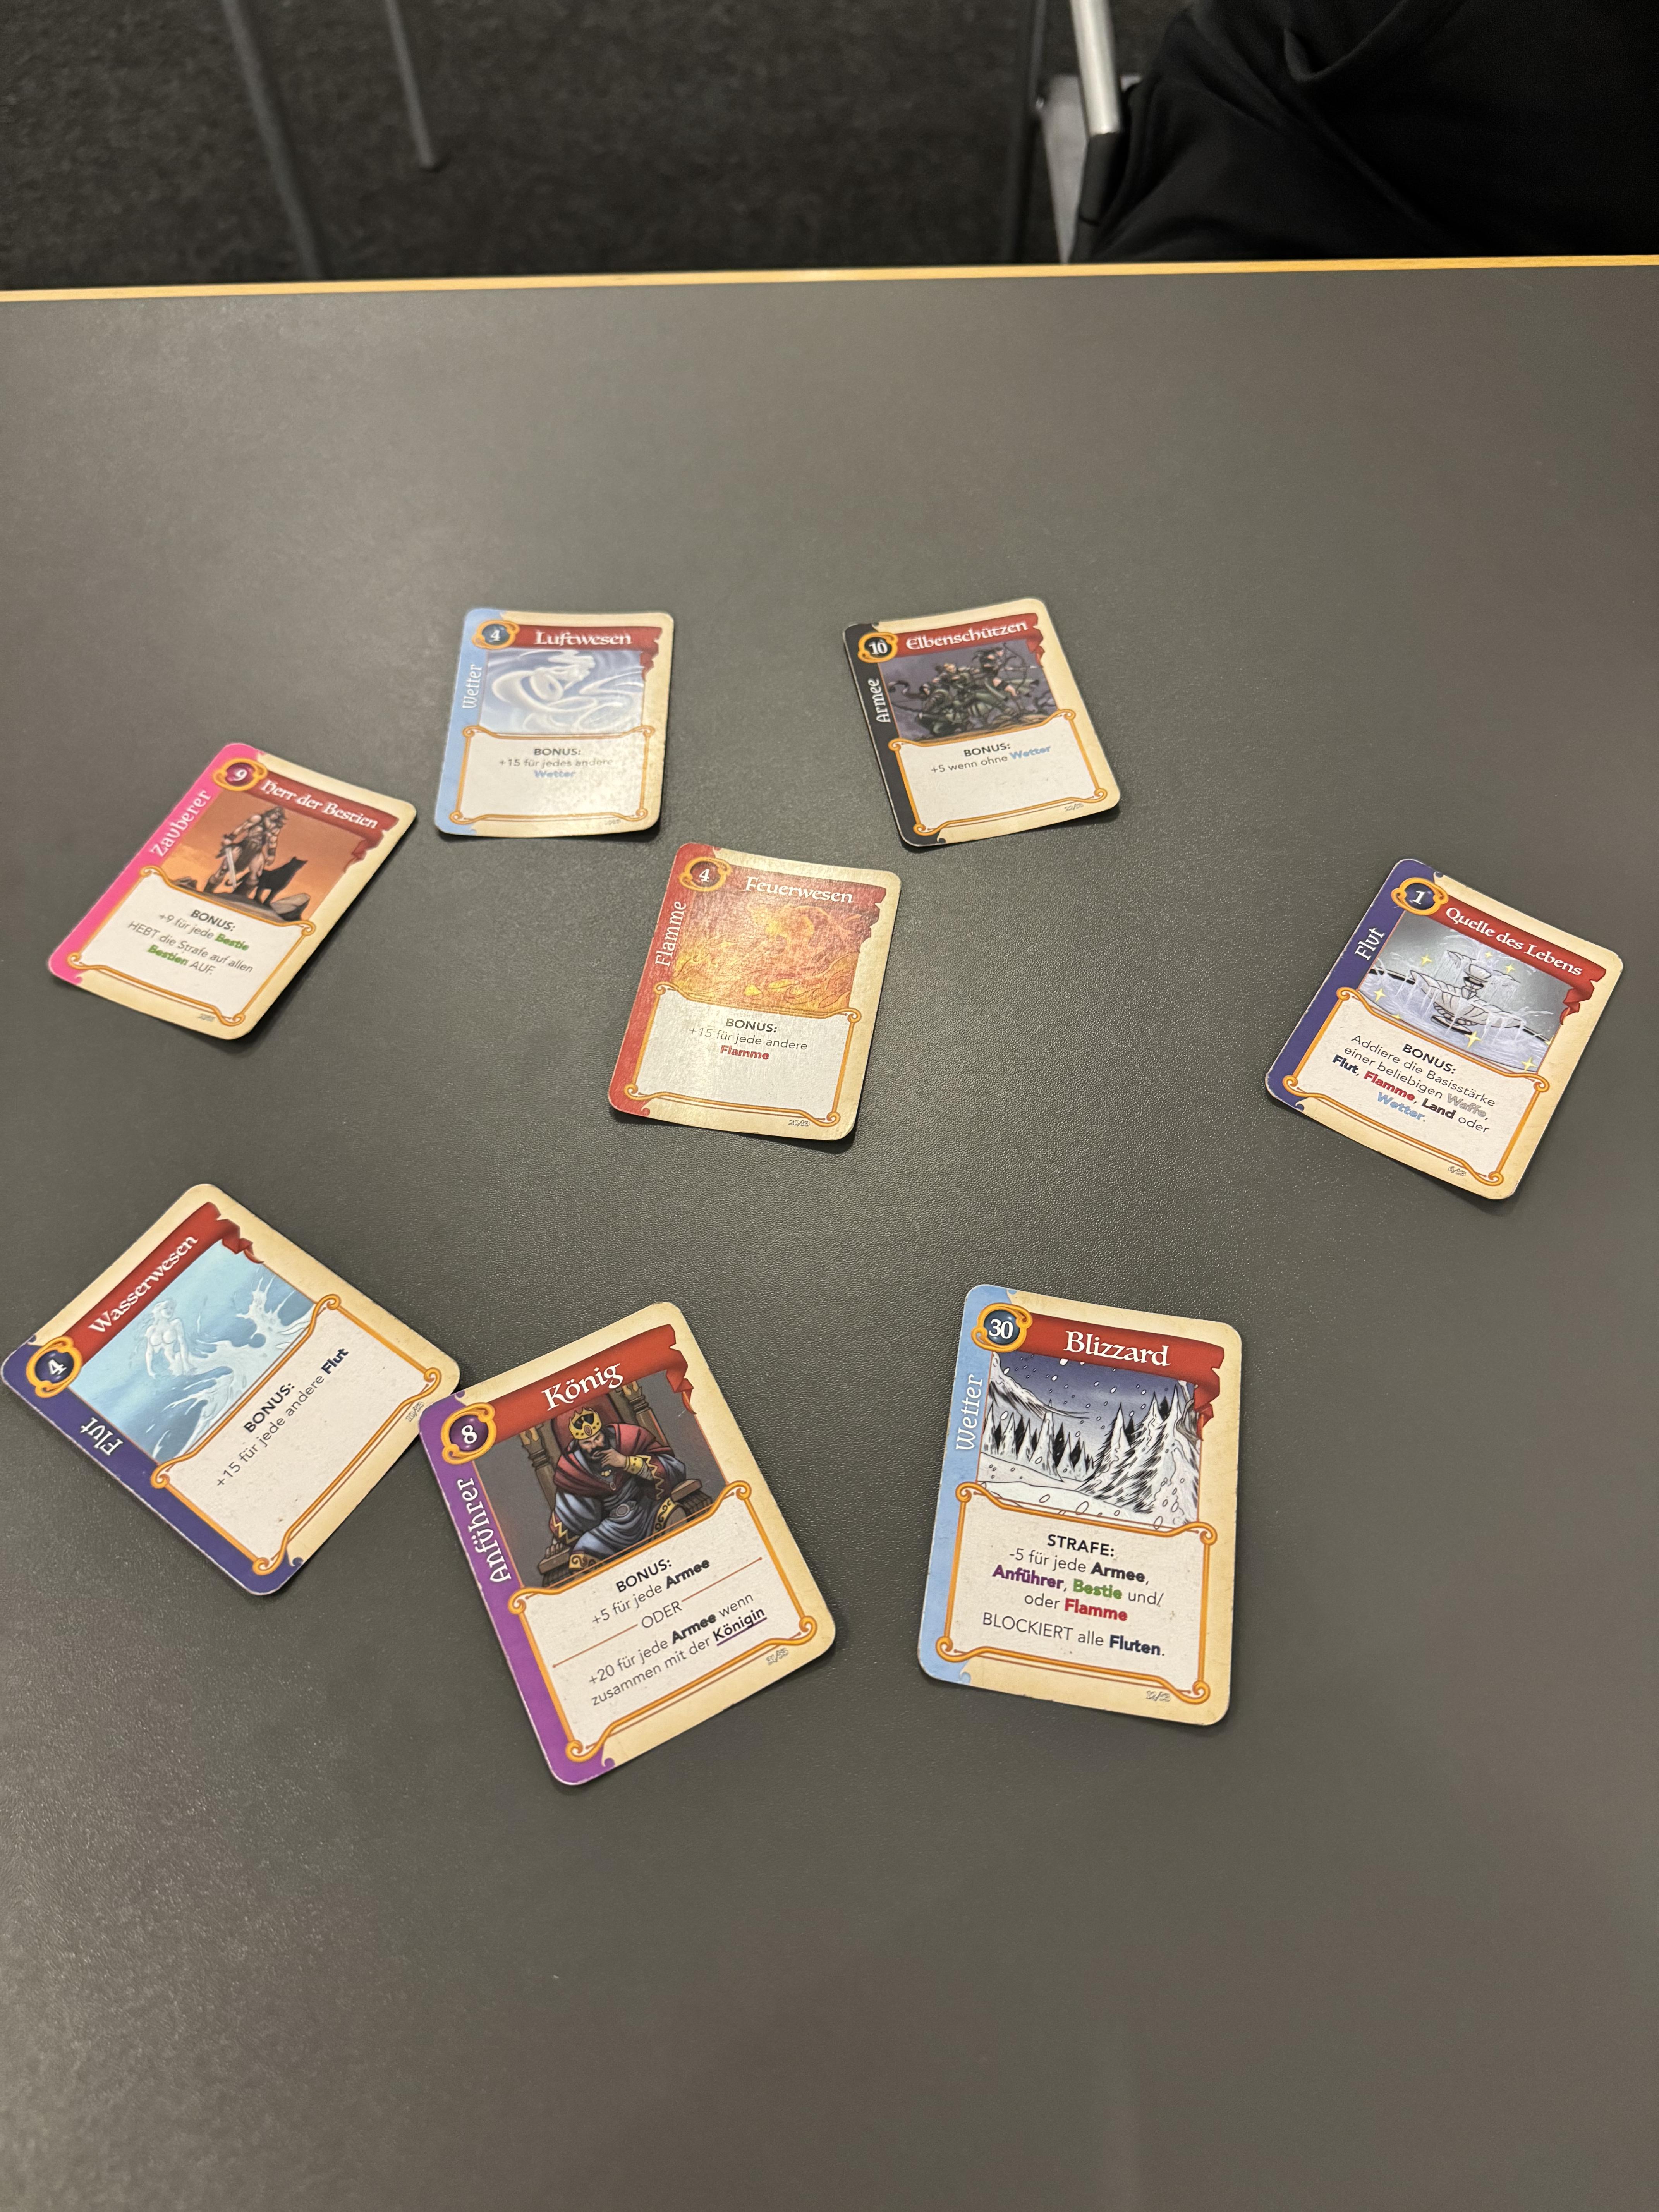 4
Luftwesen
Wetter
BONUS:
+15 für jedes andere
Wetter
10
Elbenschützen
Armee
BONUS:
+5 wenn ohne Wetter
9
Herr der Bestien
Zauberer
BONUS:
+9 für jede Bestie
HEBT die Strafe auf allen
Bestien AUF.
4
Feuerwesen
Flamme
BONUS:
+15 für jede andere
Flamme
1
Quelle des Lebens
Flut
BONUS:
Addiere die Basisstärke
einer beliebigen Waffe,
Flut, Flamme, Land oder
Wetter.
4
Wasserwesen
Flut
BONUS:
+15 für jede andere Flut
8
König
Anführer
BONUS:
+5 für jede Armee
ODER
+20 für jede Armee wenn
zusammen mit der Königin
30
Blizzard
Wetter
STRAFE:
-5 für jede Armee,
Anführer, Bestie und/
oder Flamme
BLOCKIERT alle Fluten.